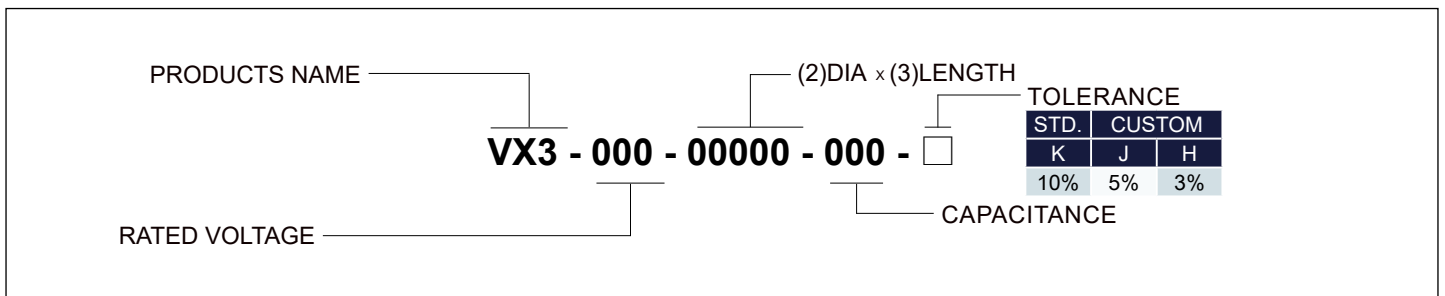 PRODUCTS NAME
(2)DIA x (3)LENGTH
TOLERANCE
STD. CUSTOM
K J H
10% 5% 3%
VX3 - 000 - 00000 - 000 - □
CAPACITANCE
RATED VOLTAGE